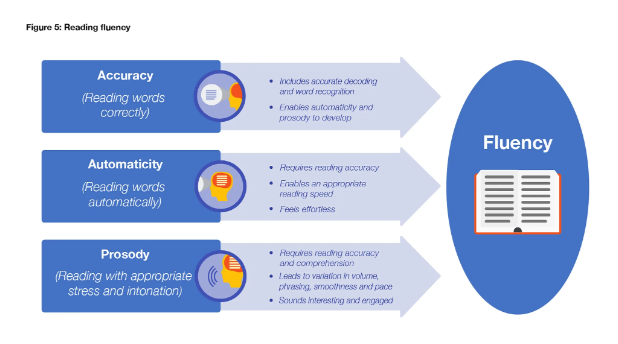 Figure 5: Reading fluency
Accuracy
(Reading words
correctly)
• Includes accurate decoding
and word recognition
• Enables automaticity and
prosody to develop
Automaticity
(Reading words
automatically)
• Requires reading accuracy
• Enables an appropriate
reading speed
• Feels effortless
Prosody
(Reading with appropriate
stress and intonation)
• Requires reading accuracy
and comprehension
• Leads to variation in volume,
phrasing, smoothness and pace
• Sounds interesting and engaged
Fluency